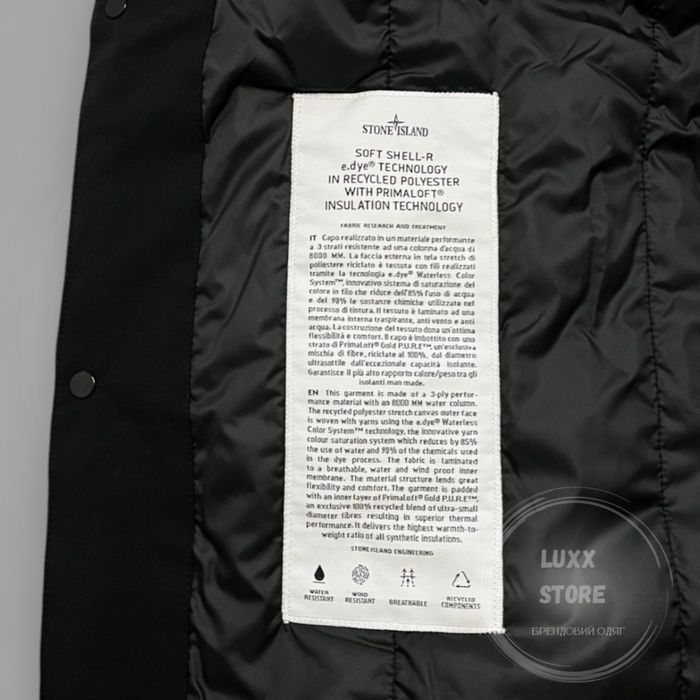 STONE ISLAND
SOFT SHELL-R
e.dye® TECHNOLOGY
IN RECYCLED POLYESTER
WITH PRIMALOFT®
INSULATION TECHNOLOGY
FABRIC RESEARCH AND TREATMENT
IT Capo realizzato in un materiale performante
a 3 strati resistente ad una colonna d'acqua di
8000 MM. La faccia esterna in tela stretch di
poliestere riciclato è tessuta con fili realizzati
tramite la tecnologia e.dye® Waterless Color
System™, innovativo sistema di saturazione del
colore in filo che riduce dell'85% l'uso di acqua
e del 90% le sostanze chimiche utilizzate nel
processo di tintura. Il tessuto è laminato ad una
membrana interna traspirante, anti vento e anti
acqua. La costruzione del tessuto dona un'ottima
flessibilità e comfort. Il capo è imbottito con uno
strato di PrimaLoft® Gold P.U.R.E™, un'esclusiva
mischia di fibre, riciclate al 100%, dal diametro
ultrasottile dall'eccezionale capacità isolante.
Garantisce il più alto rapporto calore/peso tra gli
isolanti man made.
EN This garment is made of a 3-ply perfor-
mance material with an 8000 MM water column.
The recycled polyester stretch canvas outer face
is woven with yarns using the e.dye® Waterless
Color System™ technology, the innovative yarn
colour saturation system which reduces by 85%
the use of water and 90% of the chemicals used
in the dye process. The fabric is laminated
to a breathable, water and wind proof inner
membrane. The material structure lends great
flexibility and comfort. The garment is padded
with an inner layer of PrimaLoft® Gold P.U.R.E™,
an exclusive 100% recycled blend of ultra-small
diameter fibres resulting in superior thermal
performance. It delivers the highest warmth-to-
weight ratio of all synthetic insulations.
STONE ISLAND ENGINEERING
WATER RESISTANT
WIND RESISTANT
BREATHABLE
RECYCLED COMPONENTS
LUXX
STORE
БРЕНДОВИЙ ОДЯГ